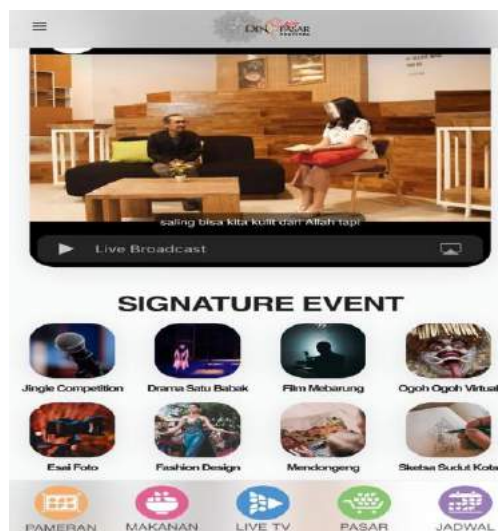 DENPASAR
FESTIVAL
saling bisa kita kulit dari Allah tapi
Live Broadcast
SIGNATURE EVENT
Jingle Competition
Drama Satu Babak
Film Mebarung
Ogoh Ogoh Virtual
Esai Foto
Fashion Design
Mendongeng
Sketsa Sudut Kota
PAMERAN
MAKANAN
LIVE TV
PASAR
JADWAL